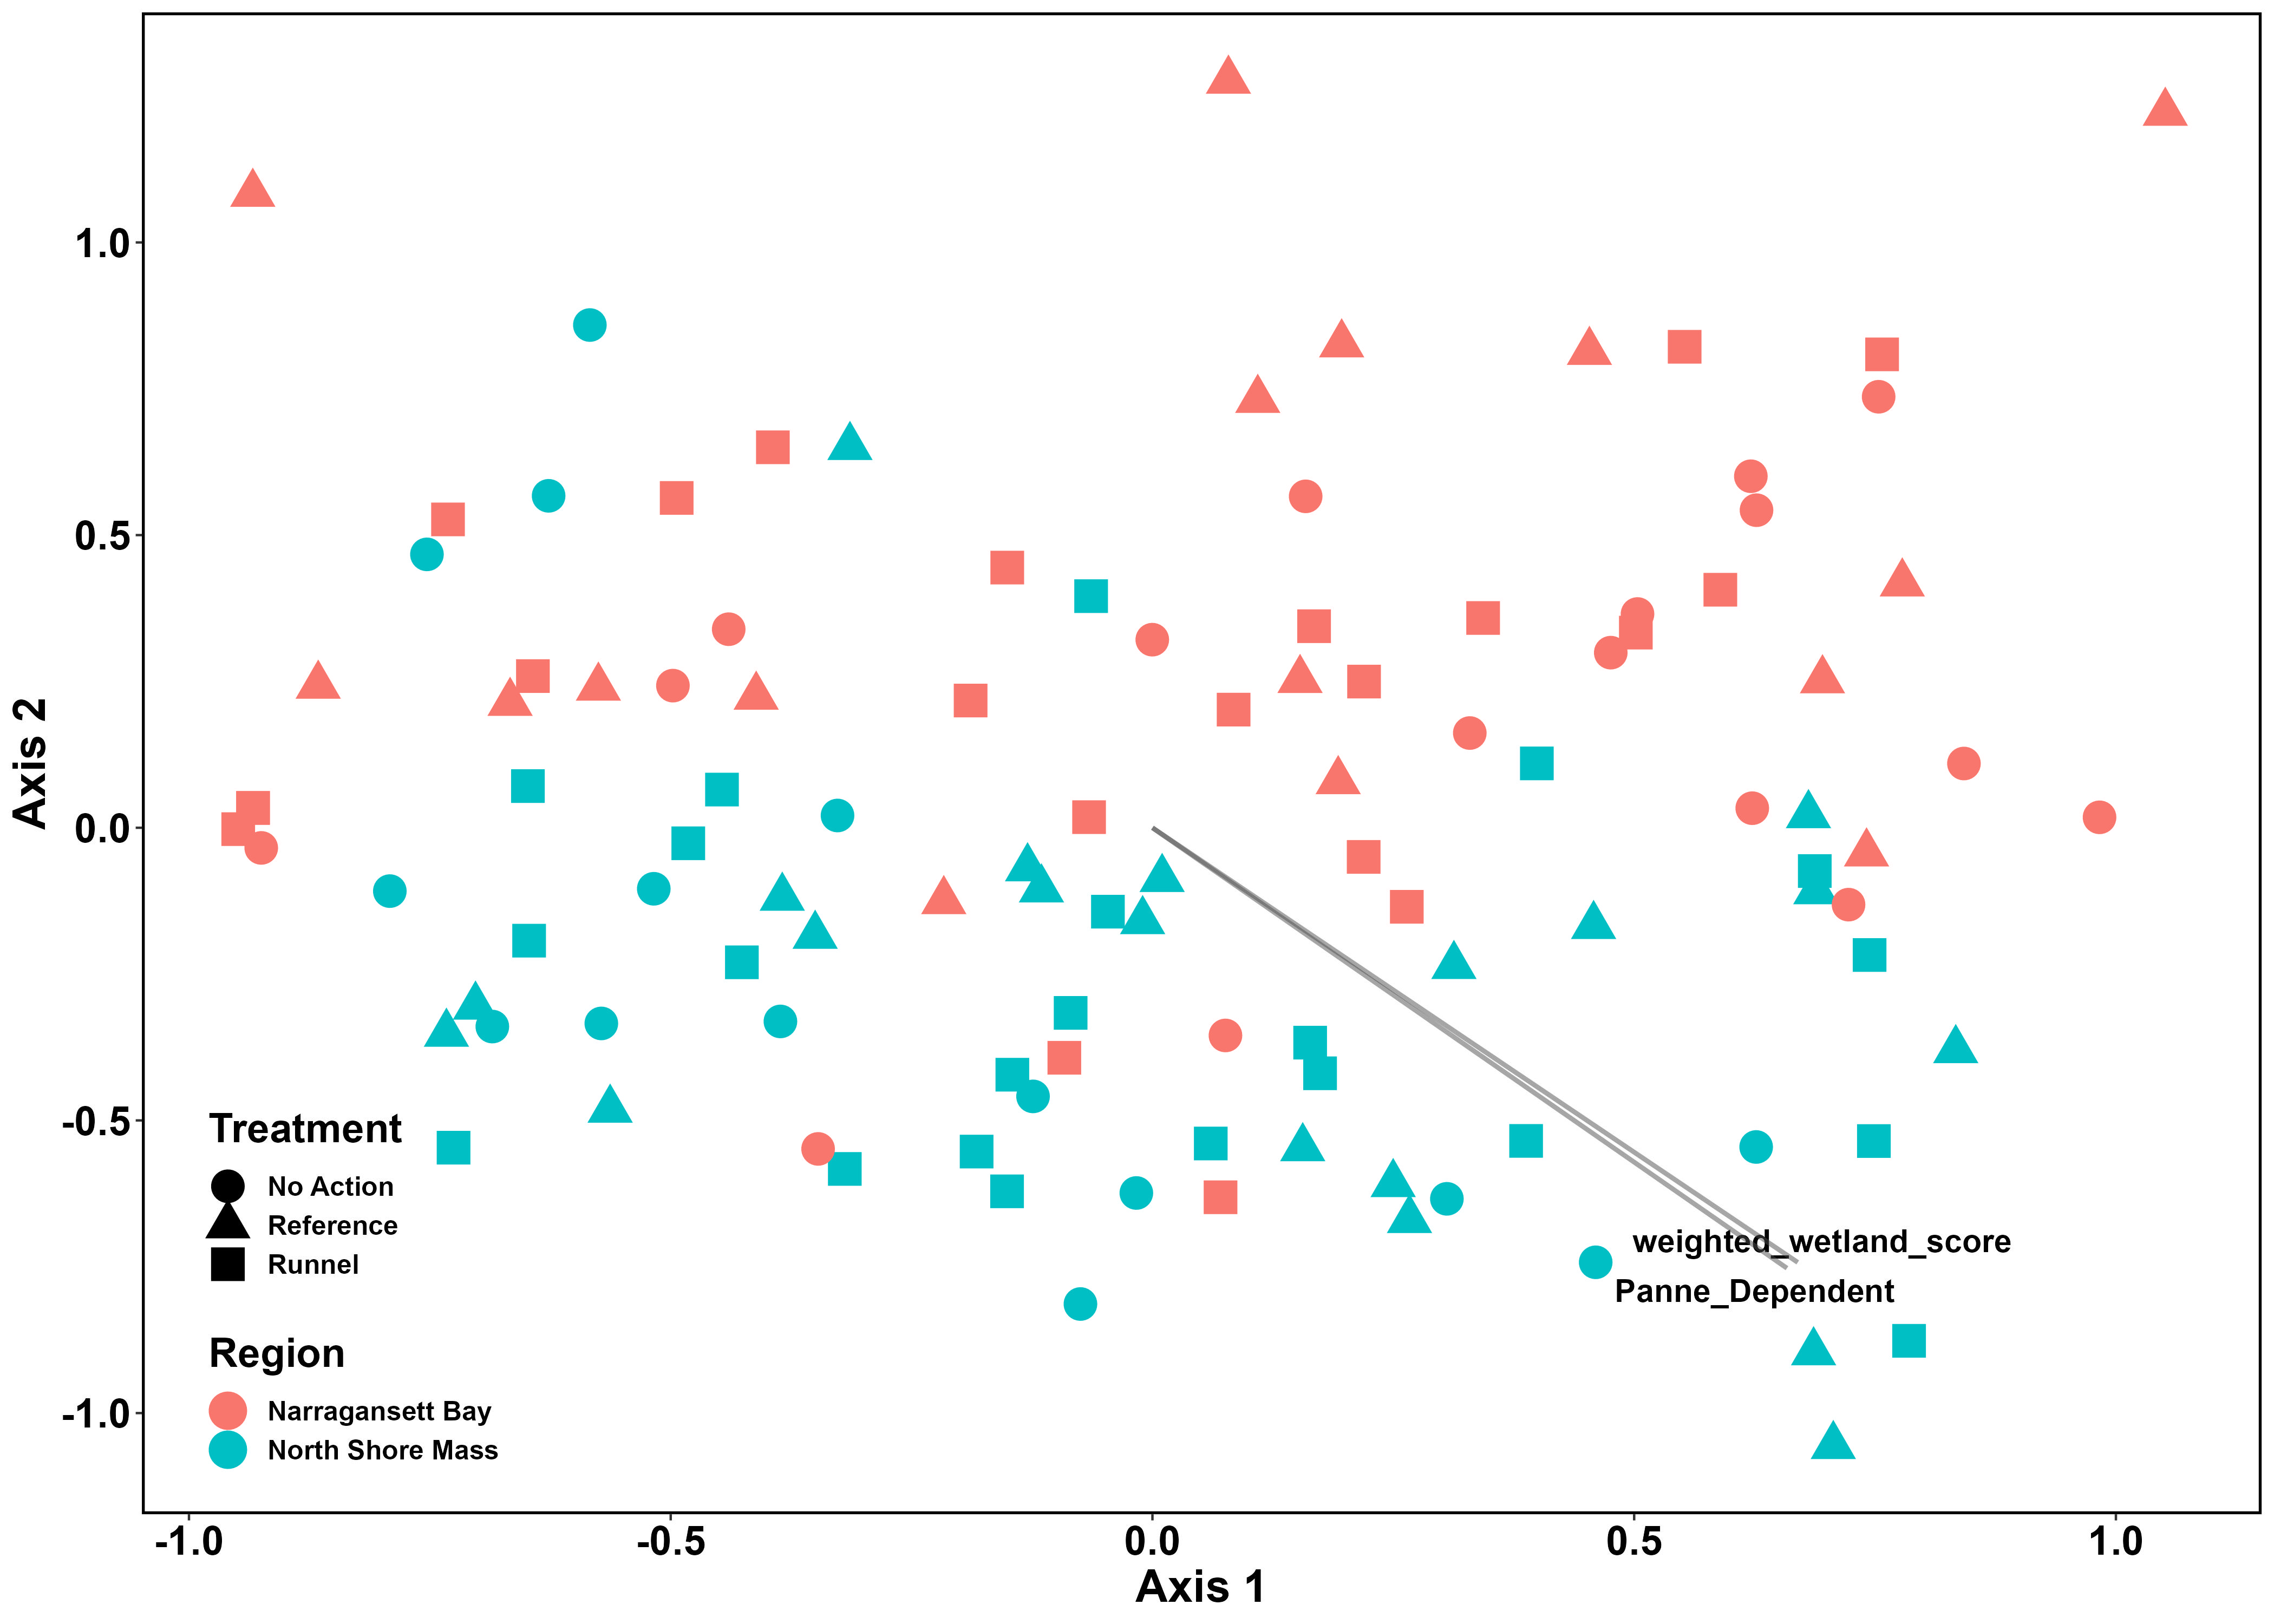 1.0
0.5
0.0
-0.5
-1.0
Axis 2
weighted_wetland_score
Panne_Dependent
Treatment
No Action
Reference
Runnel
Region
Narragansett Bay
North Shore Mass
-1.0 -0.5 0.0 0.5 1.0
Axis 1